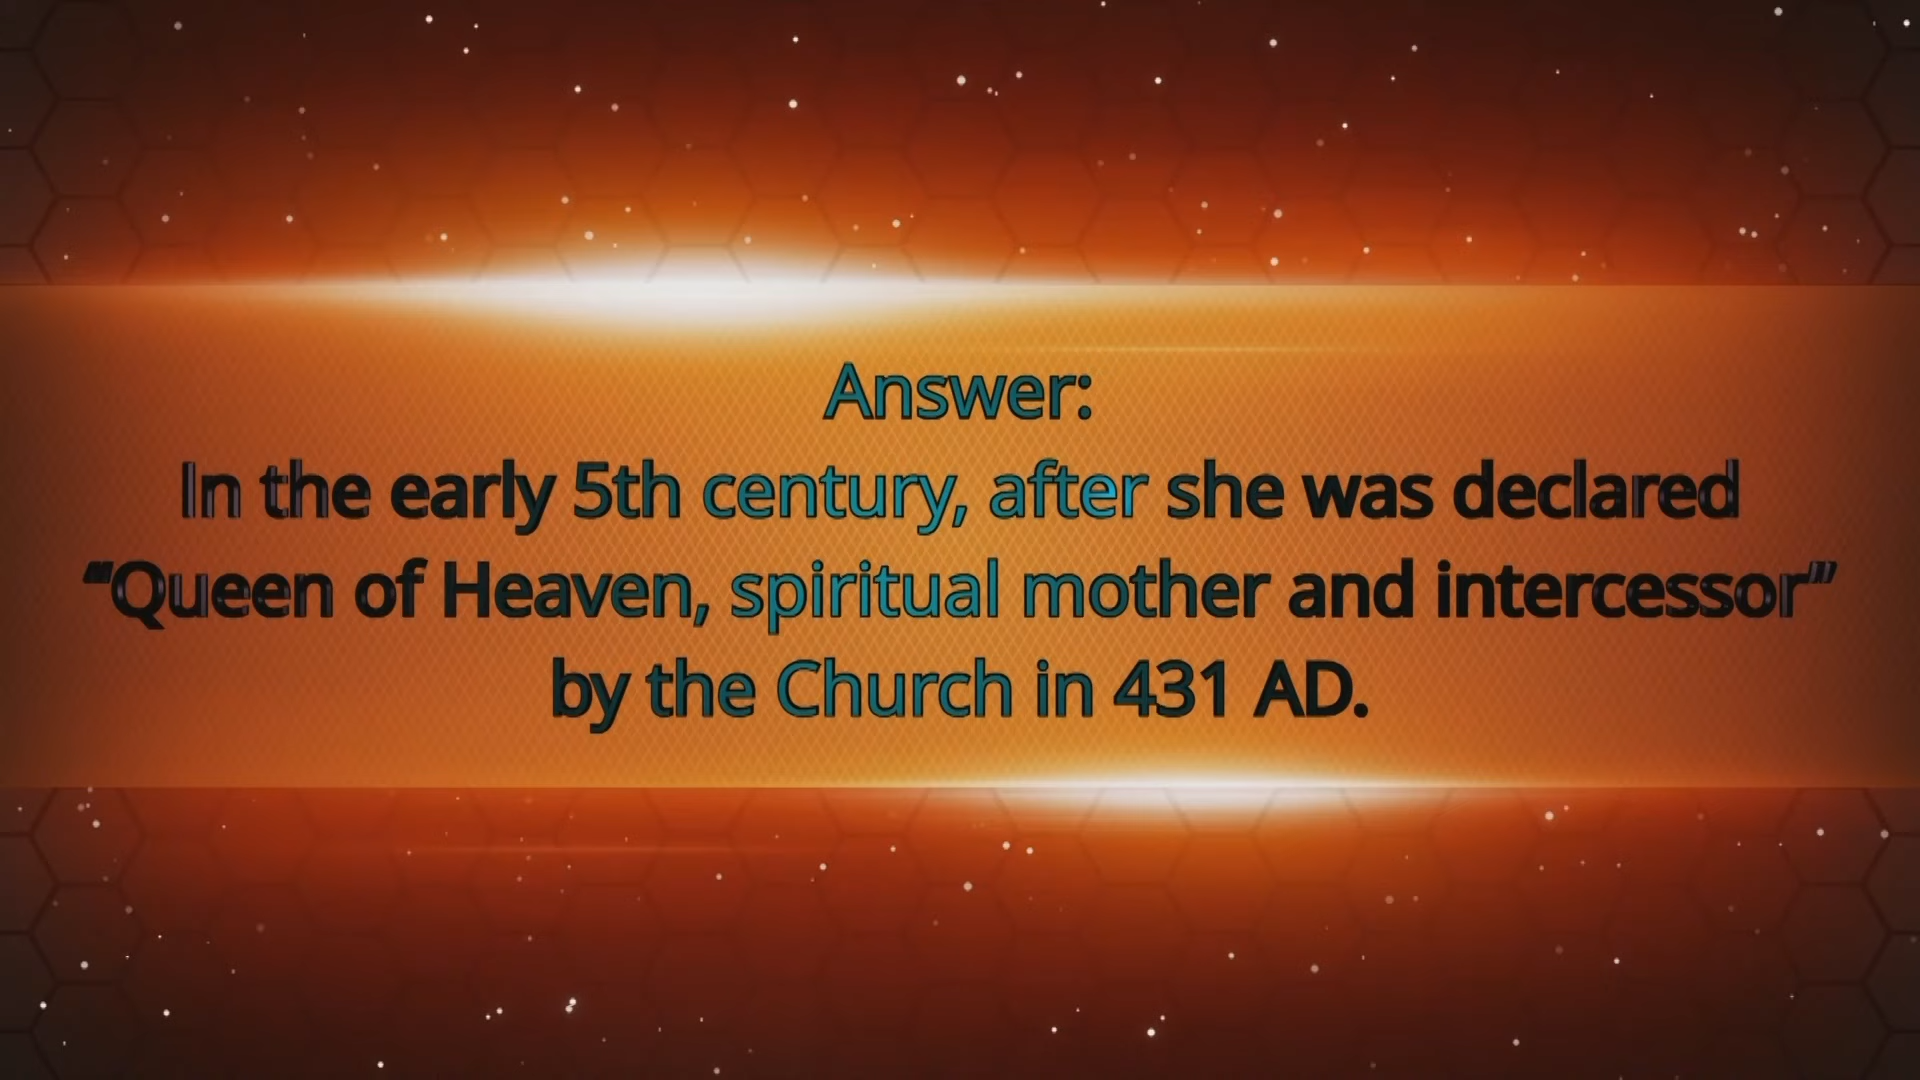 Answer:
In the early 5th century, after she was declared
“Queen of Heaven, spiritual mother and intercessor”
by the Church in 431 AD.